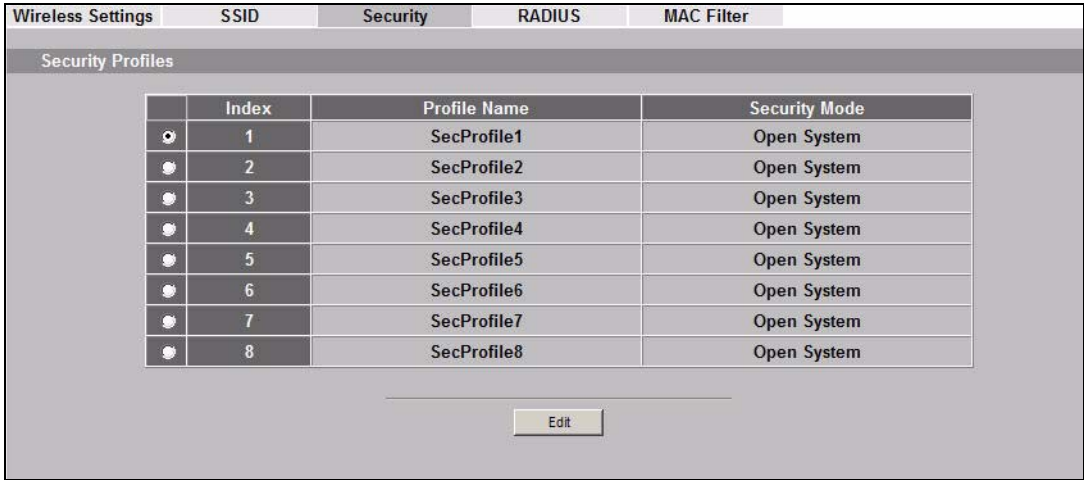 Wireless Settings SSID Security RADIUS MAC Filter
Security Profiles
Index Profile Name Security Mode
1 SecProfile1 Open System
2 SecProfile2 Open System
3 SecProfile3 Open System
4 SecProfile4 Open System
5 SecProfile5 Open System
6 SecProfile6 Open System
7 SecProfile7 Open System
8 SecProfile8 Open System
Edit